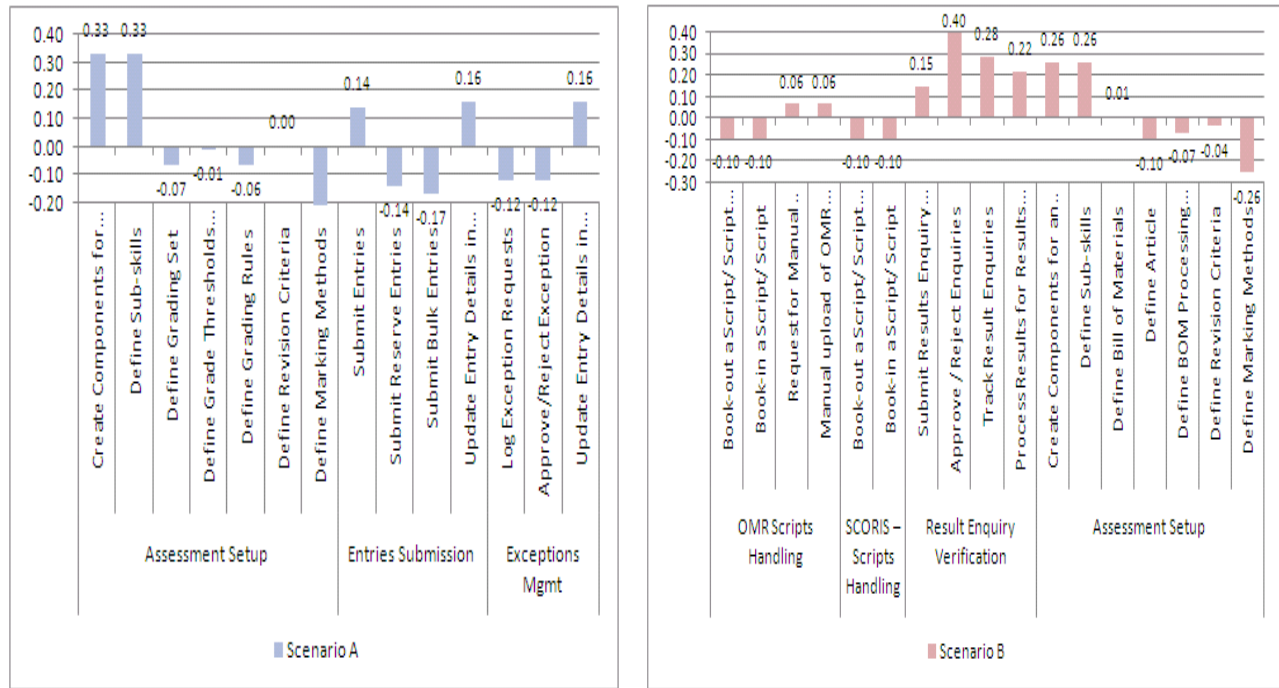 0.40
0.30
0.20
0.10
0.00
-0.10
-0.20
0.33
0.33
-0.07
-0.01
-0.06
0.00
0.14
-0.14
-0.17
0.16
-0.12
-0.12
0.16
Create Components for ...
Define Sub-skills
Define Grading Set
Define Grade Thresholds ...
Define Grading Rules
Define Revision Criteria
Define Marking Methods
Submit Entries
Submit Reserve Entries
Submit Bulk Entries
Update Entry Details in ...
Log Exception Requests
Approve/Reject Exception
Update Entry Details in ...
Assessment Setup
Entries Submission
Exceptions
Mgmt
Scenario A
0.40
0.30
0.20
0.10
0.00
-0.10
-0.20
-0.30
-0.10
-0.10
0.06
0.06
-0.10
-0.10
0.15
0.40
0.28
0.22
0.26
0.26
0.01
-0.10
-0.07
-0.04
-0.26
Book-out a Script/ Script ...
Book-in a Script/ Script
Request for Manual ...
Manual upload of OMR ...
Book-out a Script/ Script ...
Book-in a Script/ Script
Submit Results Enquiry ...
Approve / Reject Enquiries
Track Result Enquiries
Process Results for Results ...
Create Components for an ...
Define Sub-skills
Define Bill of Materials
Define Article
Define BOM Processing ...
Define Revision Criteria
Define Marking Methods
OMR Scripts
Handling
SCORIS –
Scripts
Handling
Result Enquiry
Verification
Assessment Setup
Scenario B